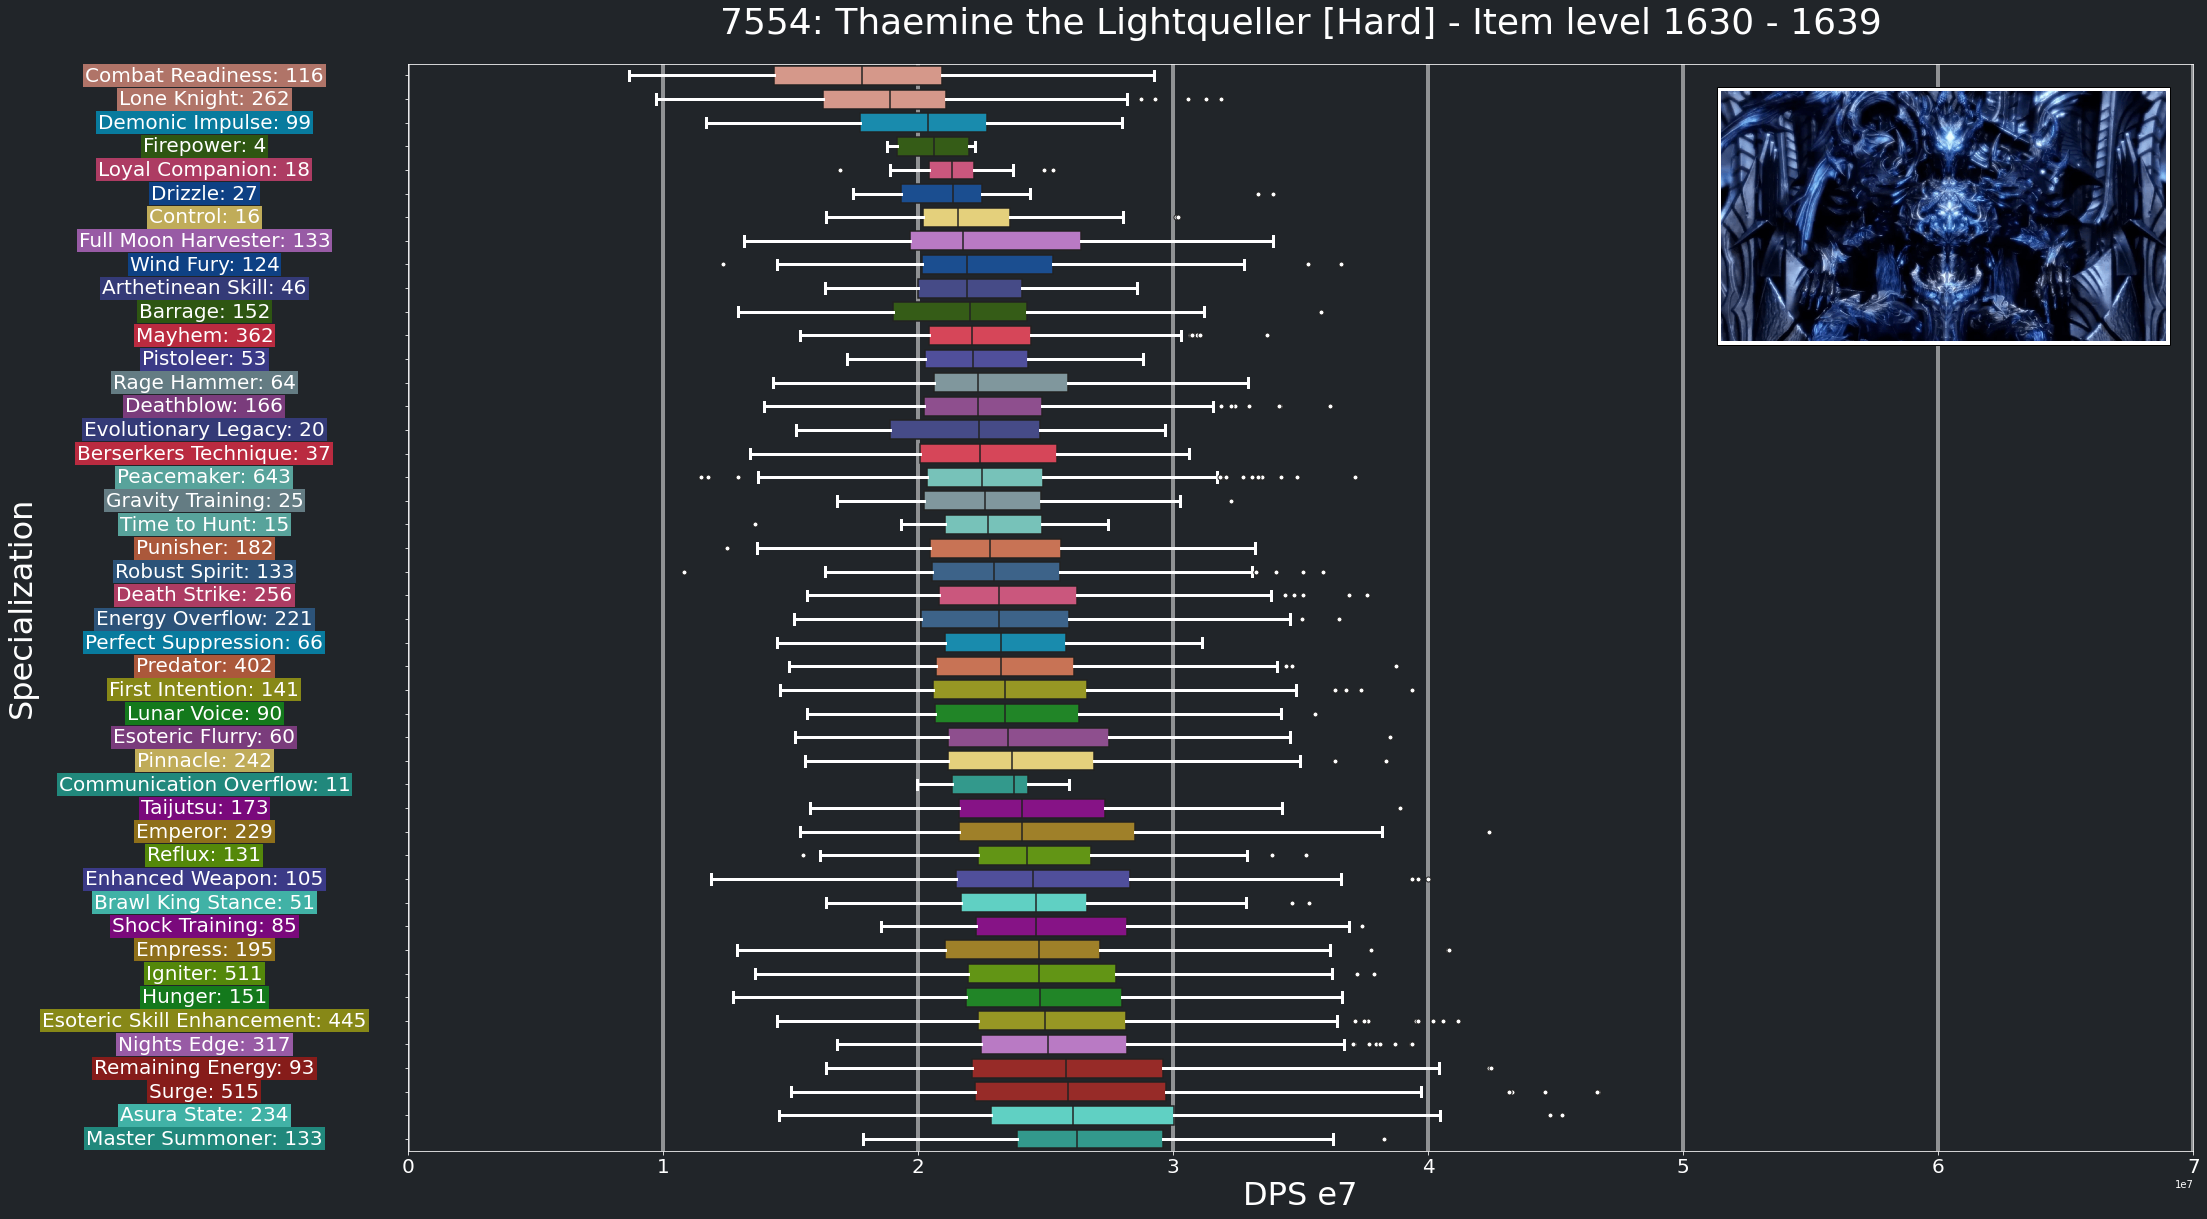 7554: Thaemine the Lightqueller [Hard] - Item level 1630 - 1639
Combat Readiness: 116
Lone Knight: 262
Demonic Impulse: 99
Firepower: 4
Loyal Companion: 18
Drizzle: 27
Control: 16
Full Moon Harvester: 133
Wind Fury: 124
Arthetinean Skill: 46
Barrage: 152
Mayhem: 362
Pistoleer: 53
Rage Hammer: 64
Deathblow: 166
Evolutionary Legacy: 20
Berserkers Technique: 37
Peacemaker: 643
Gravity Training: 25
Time to Hunt: 15
Punisher: 182
Robust Spirit: 133
Death Strike: 256
Energy Overflow: 221
Perfect Suppression: 66
Predator: 402
First Intention: 141
Lunar Voice: 90
Esoteric Flurry: 60
Pinnacle: 242
Communication Overflow: 11
Taijutsu: 173
Emperor: 229
Reflux: 131
Enhanced Weapon: 105
Brawl King Stance: 51
Shock Training: 85
Empress: 195
Igniter: 511
Hunger: 151
Esoteric Skill Enhancement: 445
Nights Edge: 317
Remaining Energy: 93
Surge: 515
Asura State: 234
Master Summoner: 133
Specialization
0 1 2 3 4 5 6 7
1e7
DPS e7